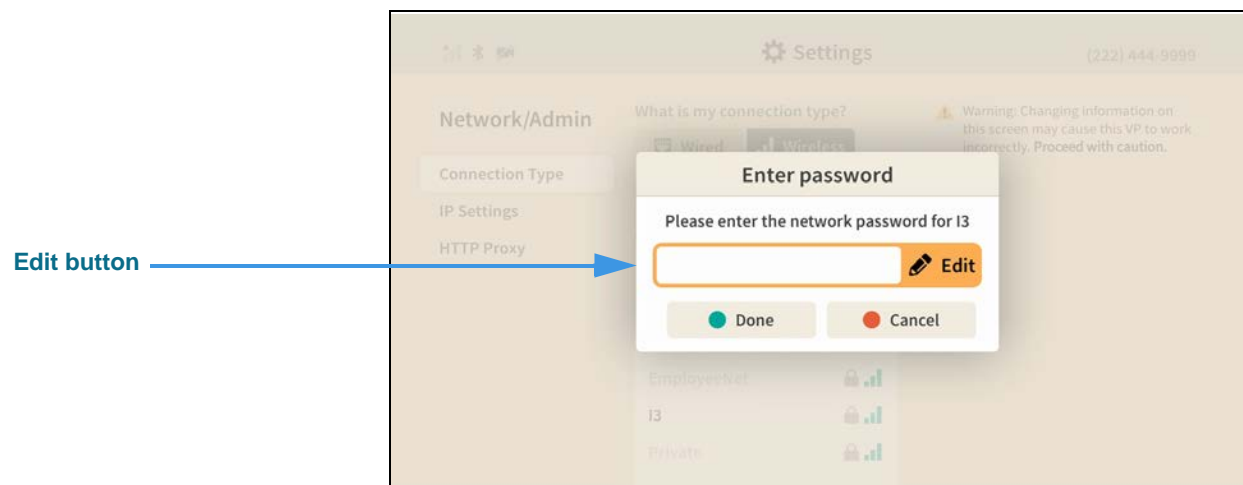 Settings
(222) 444-9999
Network/Admin
What is my connection type?
Warning: Changing information on
this screen may cause this VP to work
incorrectly. Proceed with caution.
Wired
Wireless
Connection Type
IP Settings
HTTP Proxy
Enter password
Please enter the network password for I3
Edit button
Edit
Done
Cancel
EmployeeNet
I3
Private